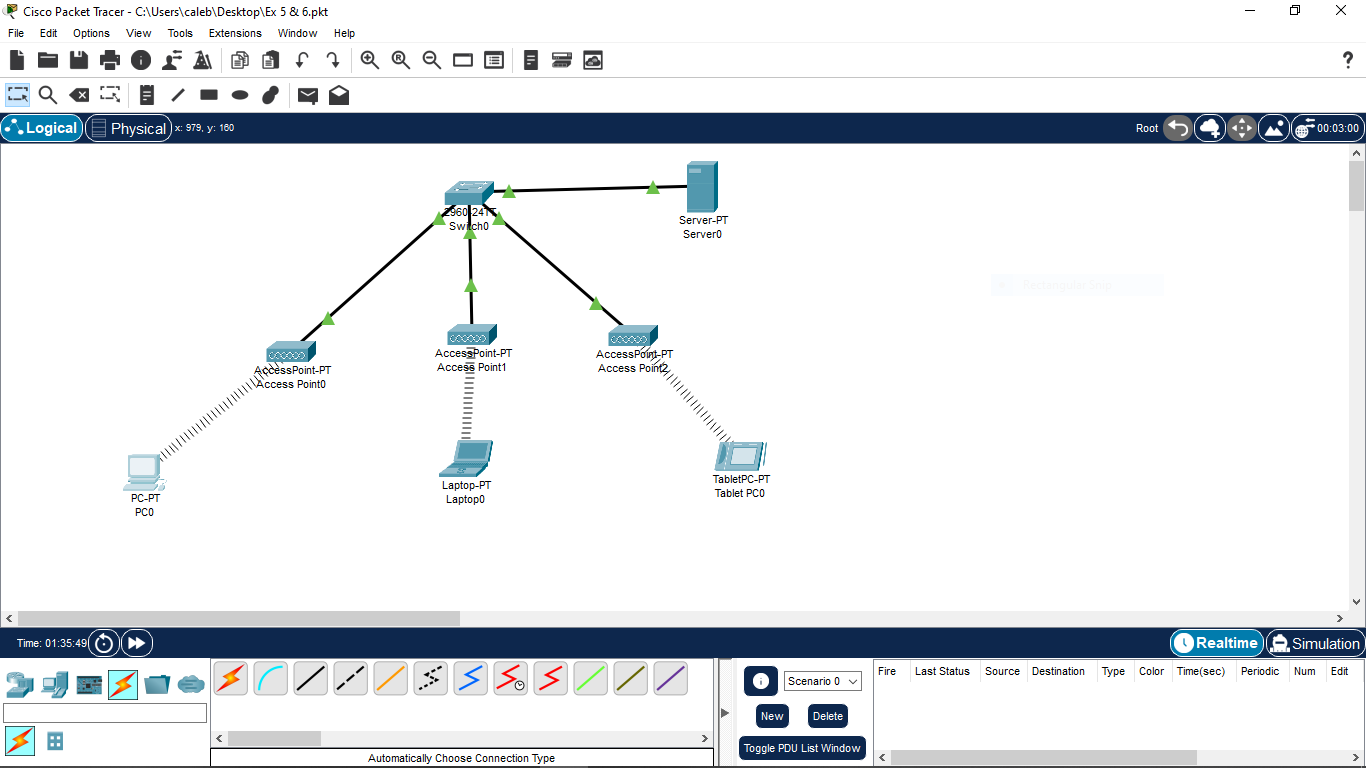 Cisco Packet Tracer - C:\Users\caleb\Desktop\Ex 5 & 6.pkt
File Edit Options View Tools Extensions Window Help
?
Logical Physical x: 979, y: 160 Root 00:03:00
2960-24TT
Switch0
Server-PT
Server0
Rectangular Snip
AccessPoint-PT
Access Point0
AccessPoint-PT
Access Point1
AccessPoint-PT
Access Point2
PC-PT
PC0
Laptop-PT
Laptop0
TabletPC-PT
Tablet PC0
Time: 01:35:49 Realtime Simulation
Scenario 0
New Delete
Toggle PDU List Window
Fire Last Status Source Destination Type Color Time(sec) Periodic Num Edit
Automatically Choose Connection Type